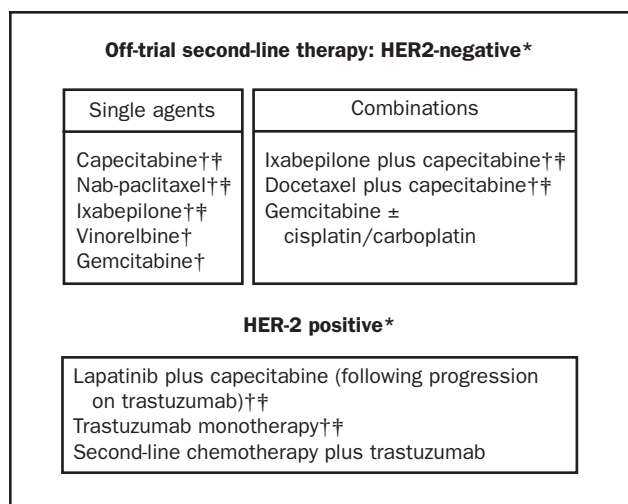 Off-trial second-line therapy: HER2-negative*
Single agents
Capecitabine†‡
Nab-paclitaxel†‡
Ixabepilone†‡
Vinorelbine†
Gemcitabine†
Combinations
Ixabepilone plus capecitabine†‡
Docetaxel plus capecitabine†‡
Gemcitabine ±
cisplatin/carboplatin
HER-2 positive*
Lapatinib plus capecitabine (following progression
on trastuzumab)†‡
Trastuzumab monotherapy†‡
Second-line chemotherapy plus trastuzumab